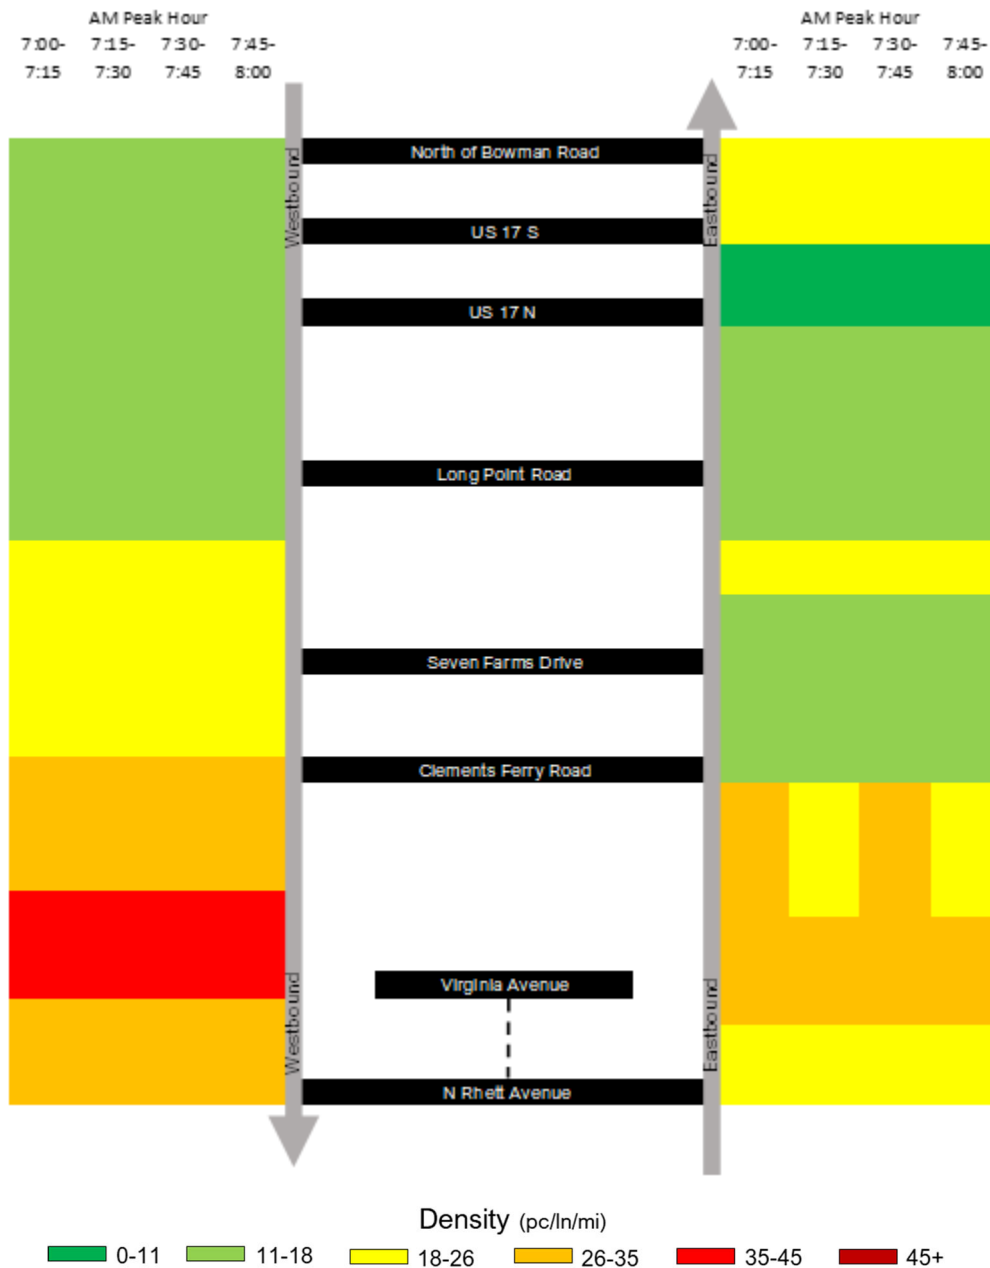 AM Peak Hour
7:00-
7:15
7:15-
7:30
7:30-
7:45
7:45-
8:00
AM Peak Hour
7:00-
7:15
7:15-
7:30
7:30-
7:45
7:45-
8:00
Westbound
Eastbound
North of Bowman Road
US 17 S
US 17 N
Long Point Road
Seven Farms Drive
Clements Ferry Road
Virginia Avenue
Westbound
Eastbound
N Rhett Avenue
Density (pc/ln/mi)
0-11
11-18
18-26
26-35
35-45
45+